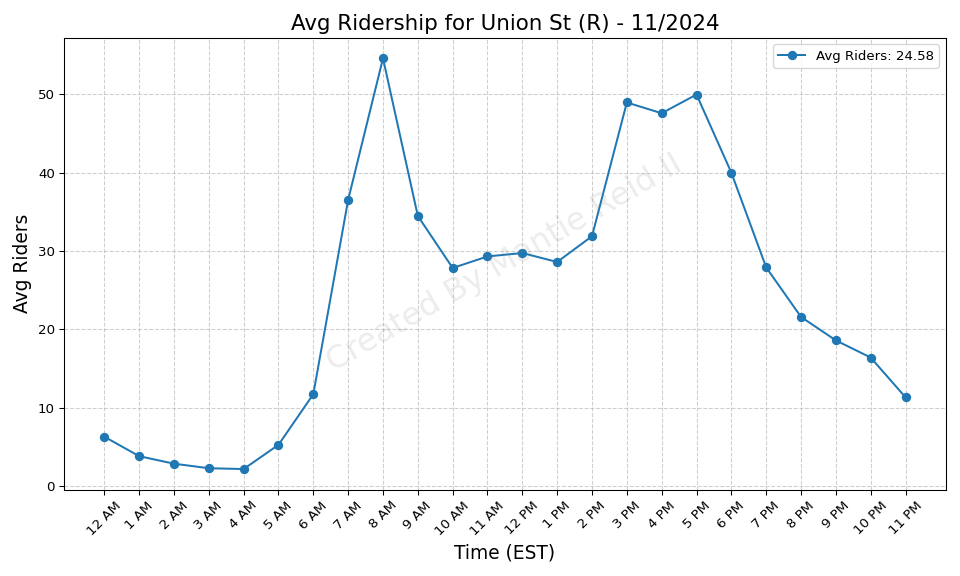 Avg Ridership for Union St (R) - 11/2024
Avg Riders: 24.58
Avg Riders
50
40
30
20
10
0
Created By Mantle Reid II
12 AM
1 AM
2 AM
3 AM
4 AM
5 AM
6 AM
7 AM
8 AM
9 AM
10 AM
11 AM
12 PM
1 PM
2 PM
3 PM
4 PM
5 PM
6 PM
7 PM
8 PM
9 PM
10 PM
11 PM
Time (EST)